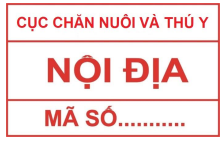 CỤC CHĂN NUÔI VÀ THÚ Y
NỘI ĐỊA
MÃ SỐ...........